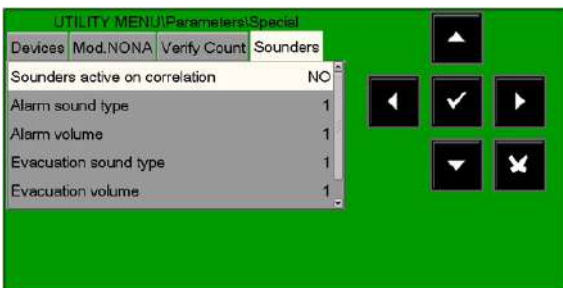 UTILITY MENU\Parameters\Special
Devices Mod.NONA Verify Count Sounders
Sounders active on correlation NO
Alarm sound type 1
Alarm volume 1
Evacuation sound type 1
Evacuation volume 1